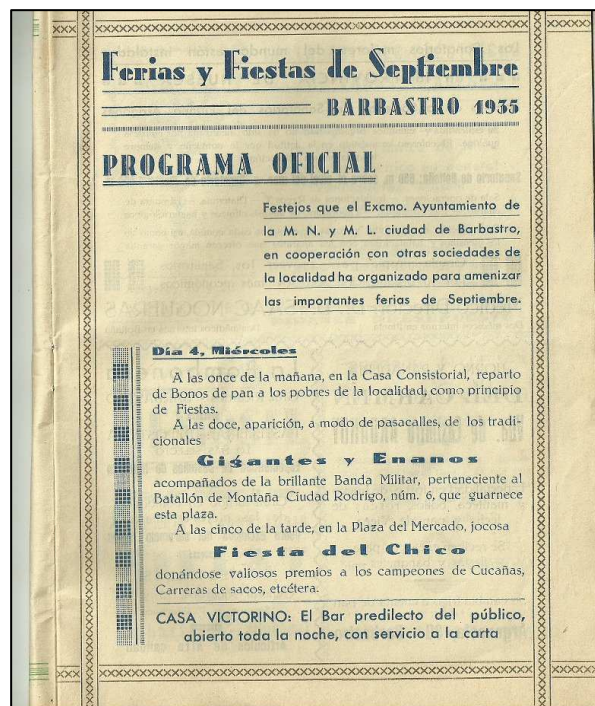 Ferias y Fiestas de Septiembre
BARBASTRO 1935
PROGRAMA OFICIAL
Festejos que el Excmo. Ayuntamiento de
la M. N. y M. L. ciudad de Barbastro,
en cooperación con otras sociedades de
la localidad ha organizado para amenizar
las importantes ferias de Septiembre.
Día 4, Miércoles
A las once de la mañana, en la Casa Consistorial, reparto
de Bonos de pan a los pobres de la localidad, como principio
de Fiestas.
A las doce, aparición, a modo de pasacalles, de los tradi-
cionales
Gigantes y Enanos
acompañados de la brillante Banda Militar, perteneciente al
Batallón de Montaña Ciudad Rodrigo, núm. 6, que guarnece
esta plaza.
A las cinco de la tarde, en la Plaza del Mercado, jocosa
Fiesta del Chico
donándose valiosos premios a los campeones de Cucañas,
Carreras de sacos, etcétera.
CASA VICTORINO: El Bar predilecto del público,
abierto toda la noche, con servicio a la carta